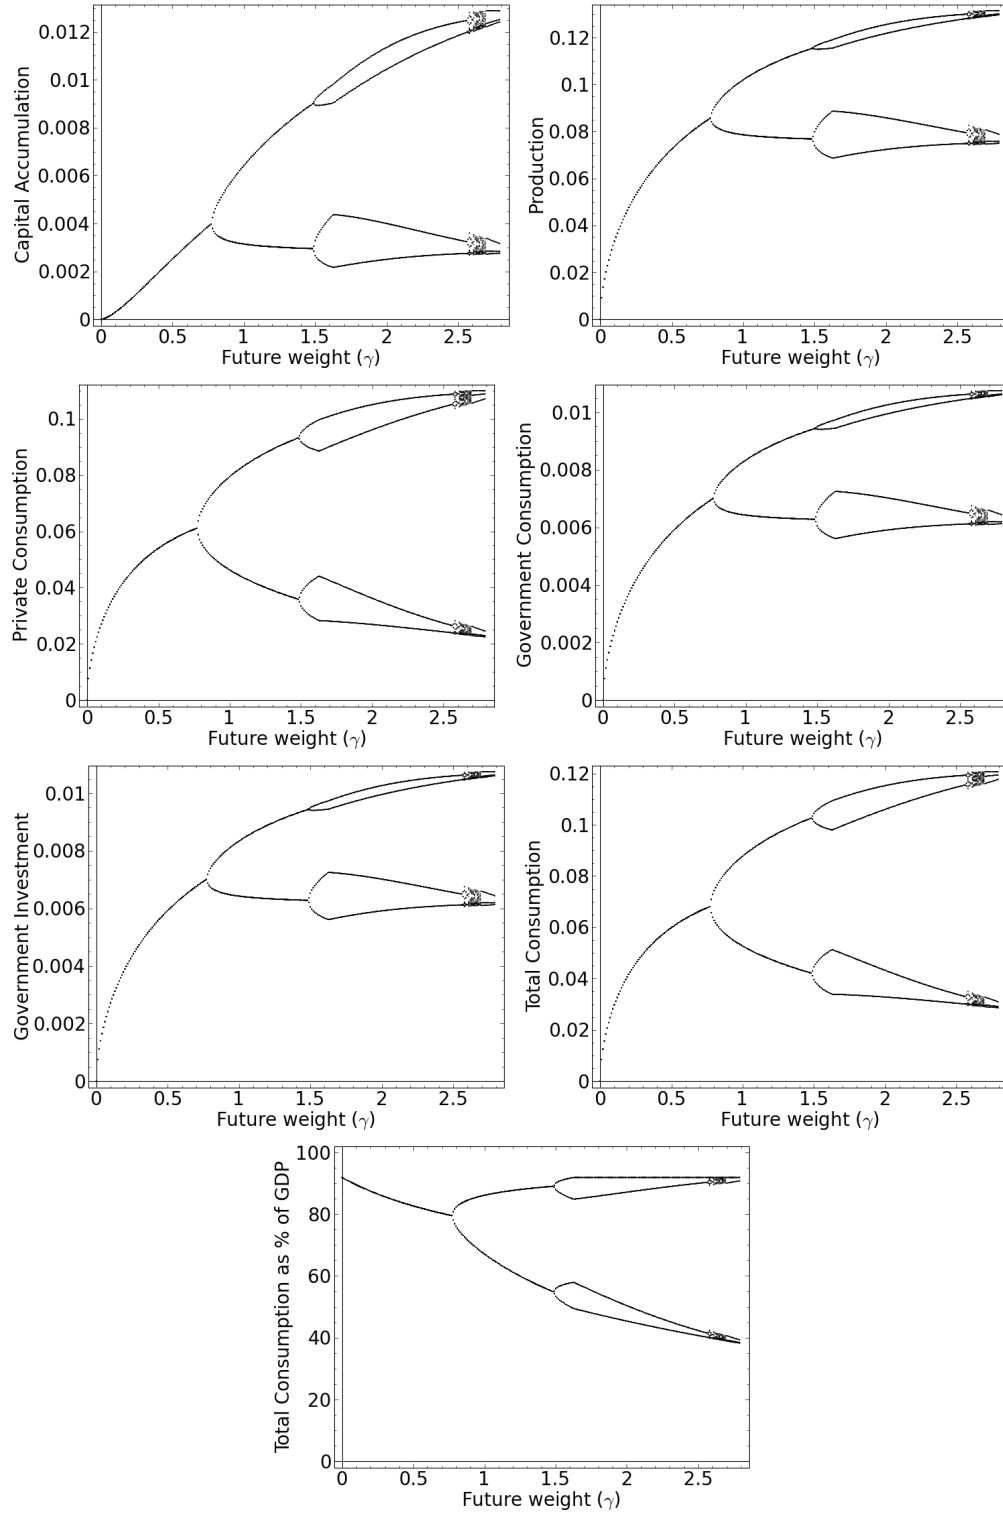 Capital Accumulation
0.012
0.01
0.008
0.006
0.004
0.002
0
0 0.5 1 1.5 2 2.5
Future weight (γ)
Production
0.12
0.1
0.08
0.06
0.04
0.02
0
0 0.5 1 1.5 2 2.5
Future weight (γ)
Private Consumption
0.1
0.08
0.06
0.04
0.02
0
0 0.5 1 1.5 2 2.5
Future weight (γ)
Government Consumption
0.01
0.008
0.006
0.004
0.002
0
0 0.5 1 1.5 2 2.5
Future weight (γ)
Government Investment
0.01
0.008
0.006
0.004
0.002
0
0 0.5 1 1.5 2 2.5
Future weight (γ)
Total Consumption
0.12
0.1
0.08
0.06
0.04
0.02
0
0 0.5 1 1.5 2 2.5
Future weight (γ)
Total Consumption as % of GDP
100
80
60
40
20
0
0 0.5 1 1.5 2 2.5
Future weight (γ)